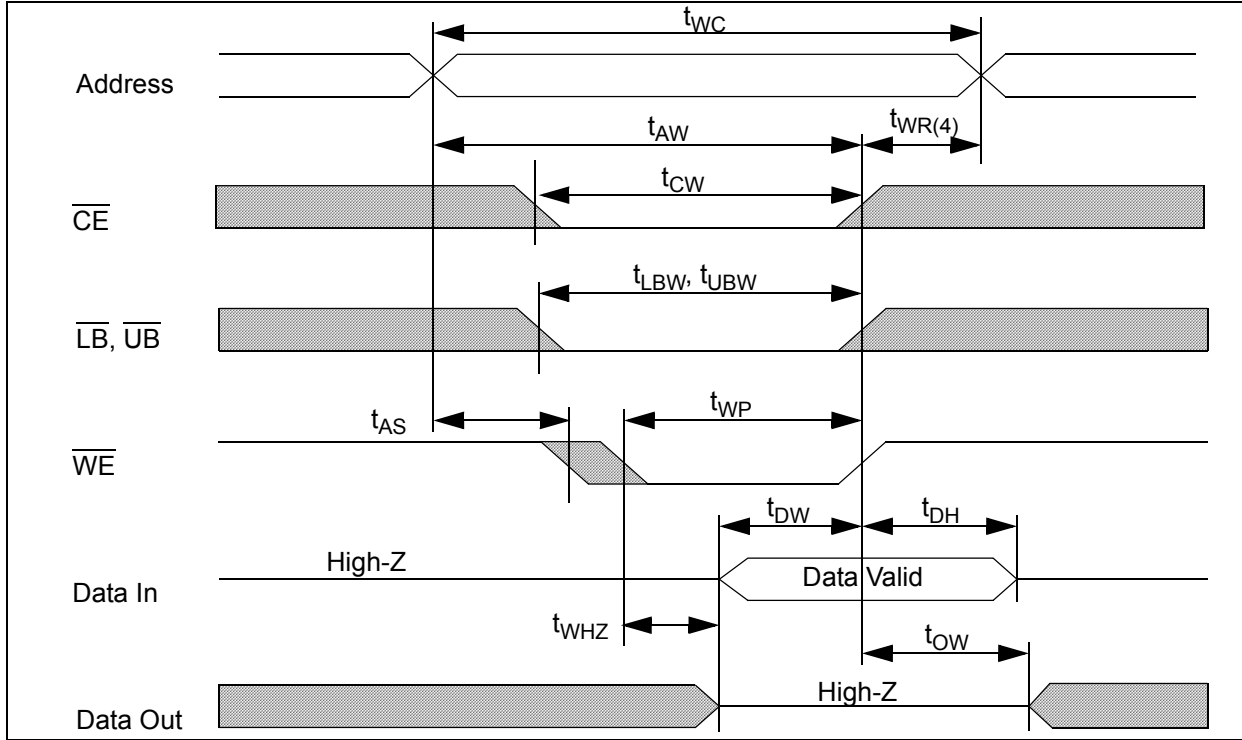 tWC
Address
tAW
tWR(4)
tCW
CE
tLBW, tUBW
LB, UB
tAS
tWP
WE
tDW
tDH
High-Z
Data Valid
Data In
tWHZ
tOW
High-Z
Data Out